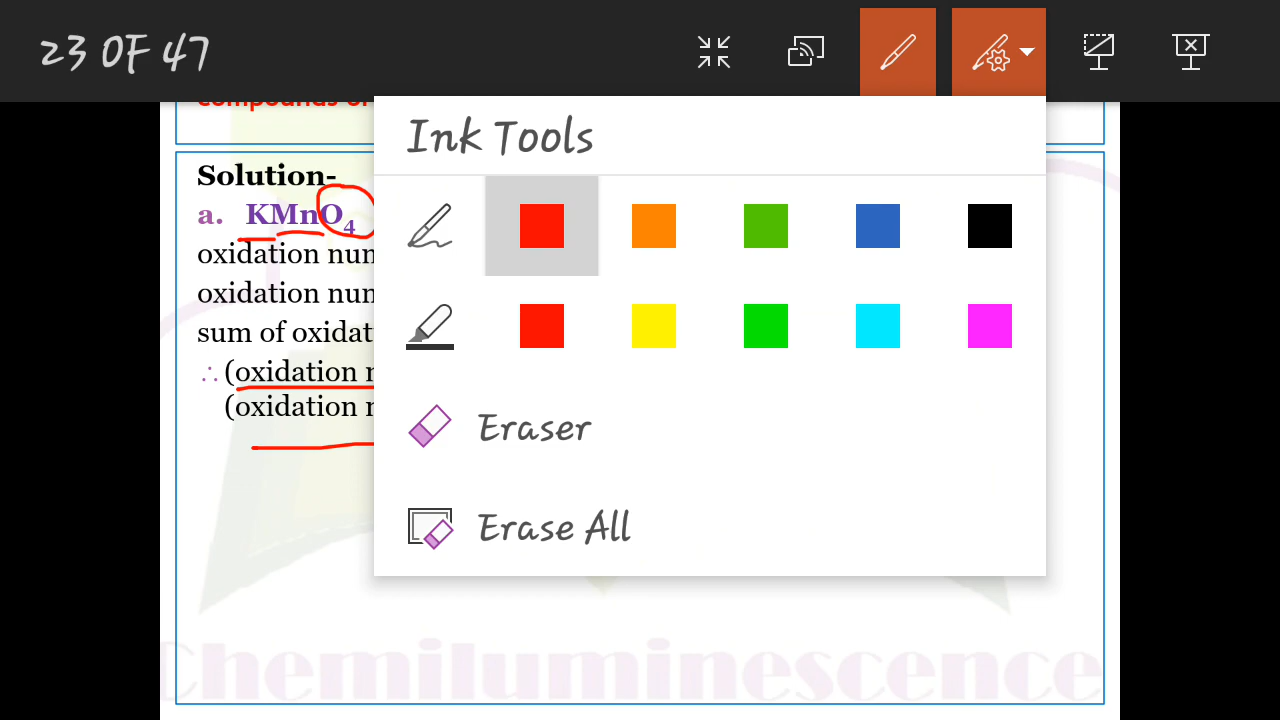 23 OF 47
compounds of
Ink Tools
Solution-
a. KMnO₄
oxidation num
oxidation num
sum of oxidat
∴ (oxidation n
(oxidation n
Eraser
Erase All
Chemiluminescence